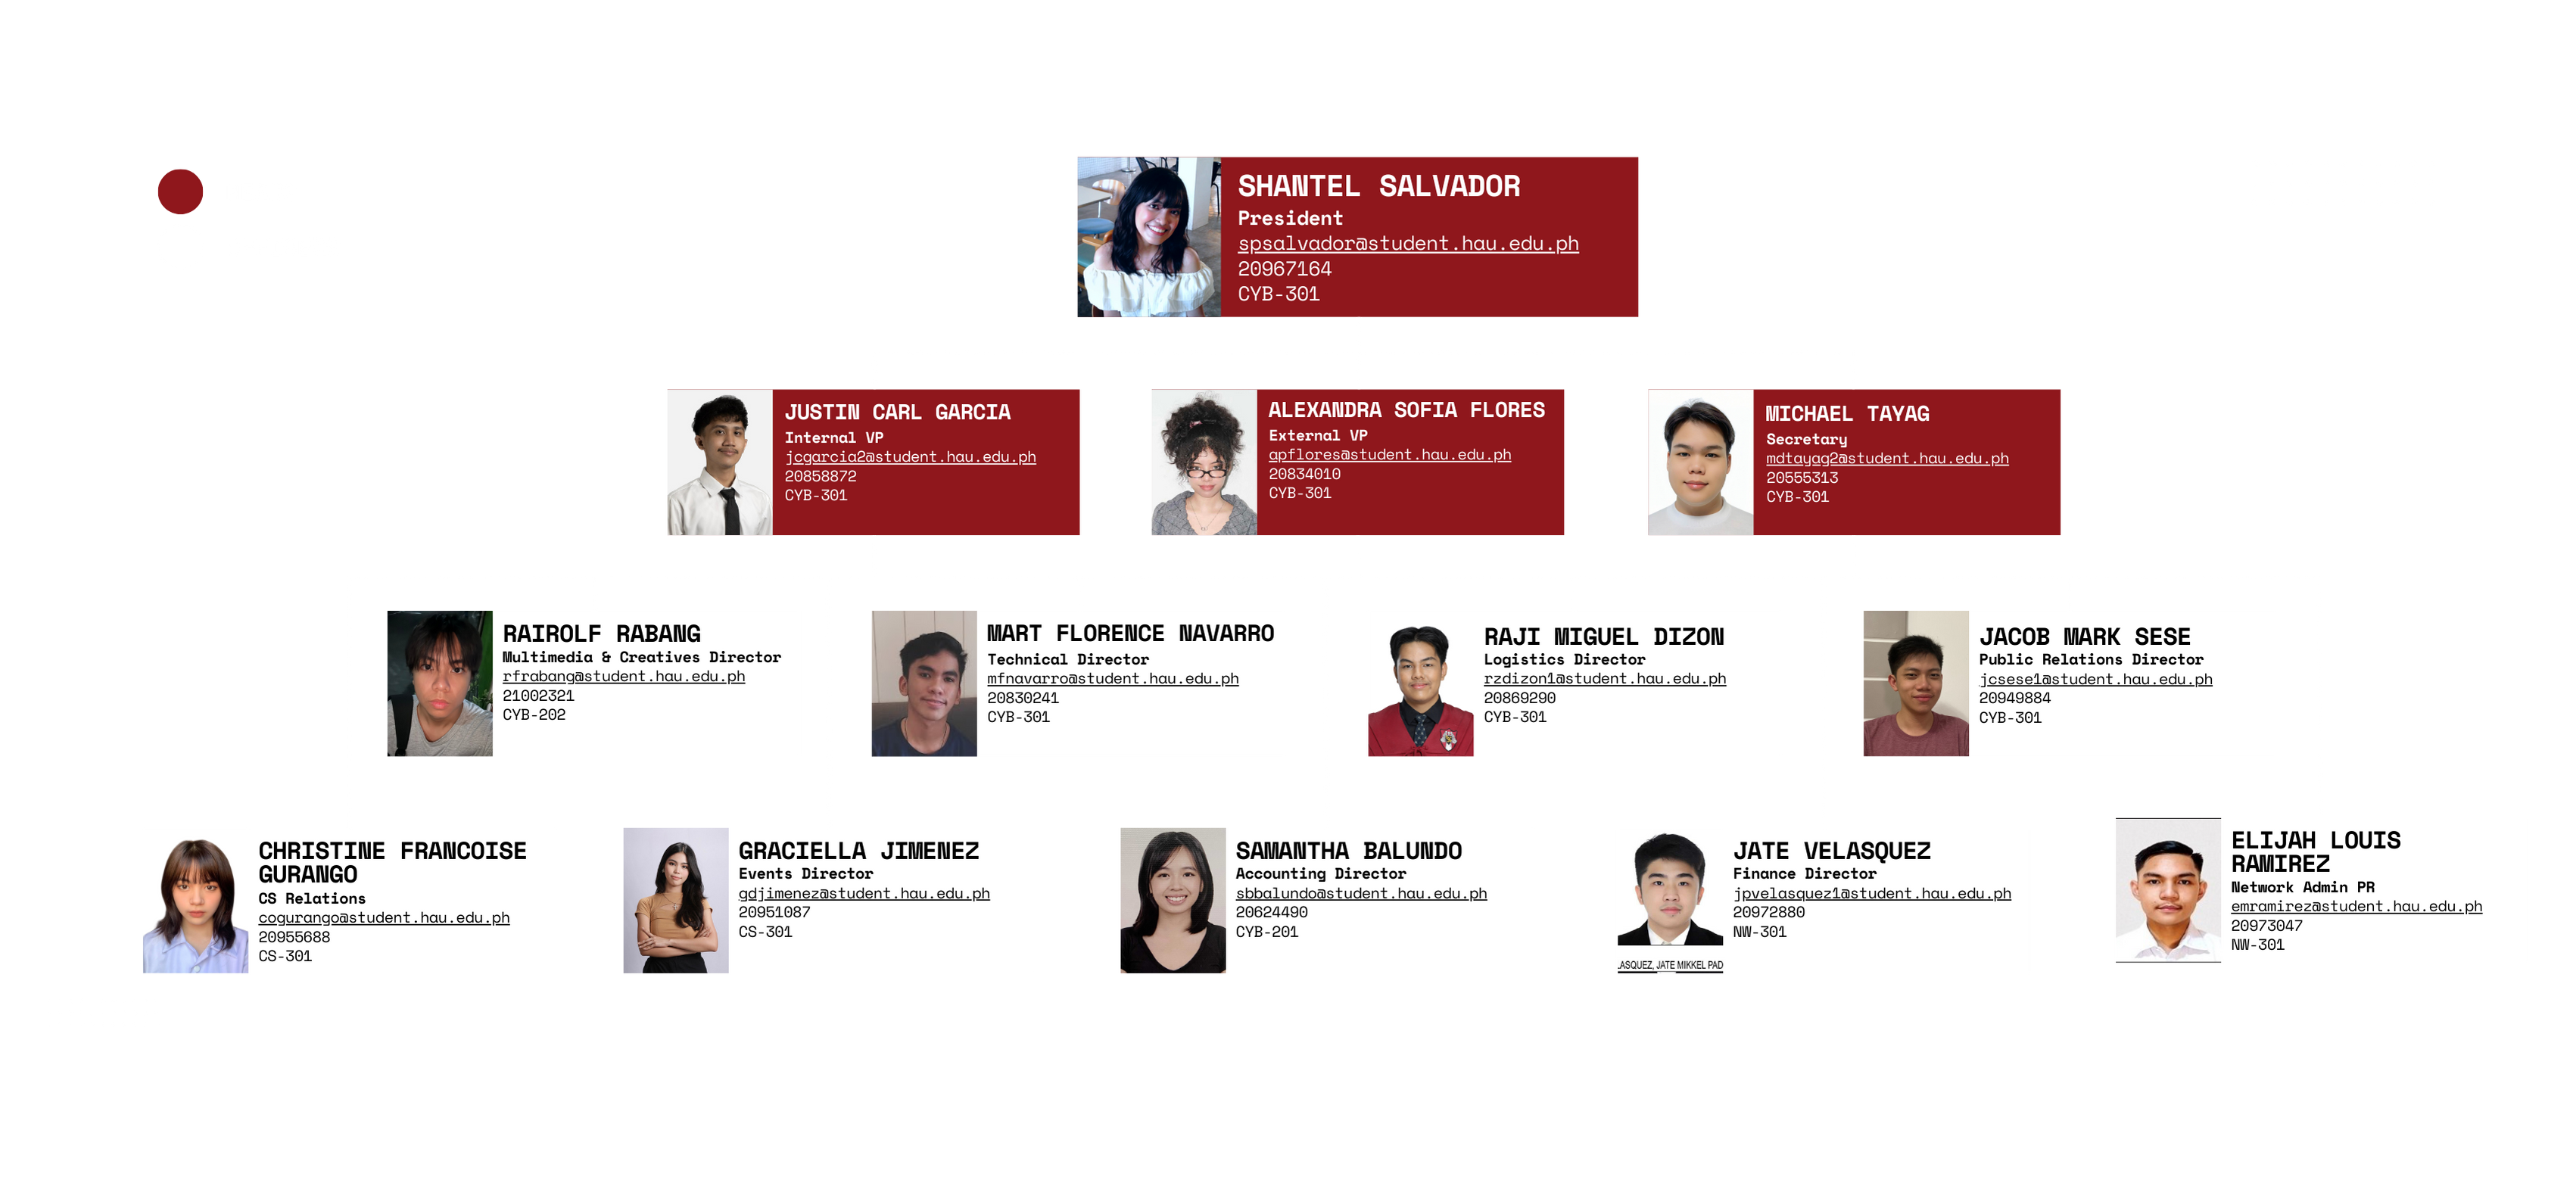 SHANTEL SALVADOR
President
spsalvador@student.hau.edu.ph
20967164
CYB-301
JUSTIN CARL GARCIA
Internal VP
jcgarcia2@student.hau.edu.ph
20858872
CYB-301
ALEXANDRA SOFIA FLORES
External VP
apflores@student.hau.edu.ph
20834010
CYB-301
MICHAEL TAYAG
Secretary
mdtayag2@student.hau.edu.ph
20555313
CYB-301
RAIROLF RABANG
Multimedia & Creatives Director
rfrabang@student.hau.edu.ph
21002321
CYB-202
MART FLORENCE NAVARRO
Technical Director
mfnavarro@student.hau.edu.ph
20830241
CYB-301
RAJI MIGUEL DIZON
Logistics Director
rzdizon1@student.hau.edu.ph
20869290
CYB-301
JACOB MARK SESE
Public Relations Director
jcsese1@student.hau.edu.ph
20949884
CYB-301
CHRISTINE FRANCOISE
GURANGO
CS Relations
cogurango@student.hau.edu.ph
20955688
CS-301
GRACIELLA JIMENEZ
Events Director
gdjimenez@student.hau.edu.ph
20951087
CS-301
SAMANTHA BALUNDO
Accounting Director
sbbalundo@student.hau.edu.ph
20624490
CYB-201
JATE VELASQUEZ
Finance Director
jpvelasquez1@student.hau.edu.ph
20972880
NW-301
LASQUEZ, JATE MIKKEL PAD
ELIJAH LOUIS
RAMIREZ
Network Admin PR
emramirez@student.hau.edu.ph
20973047
NW-301